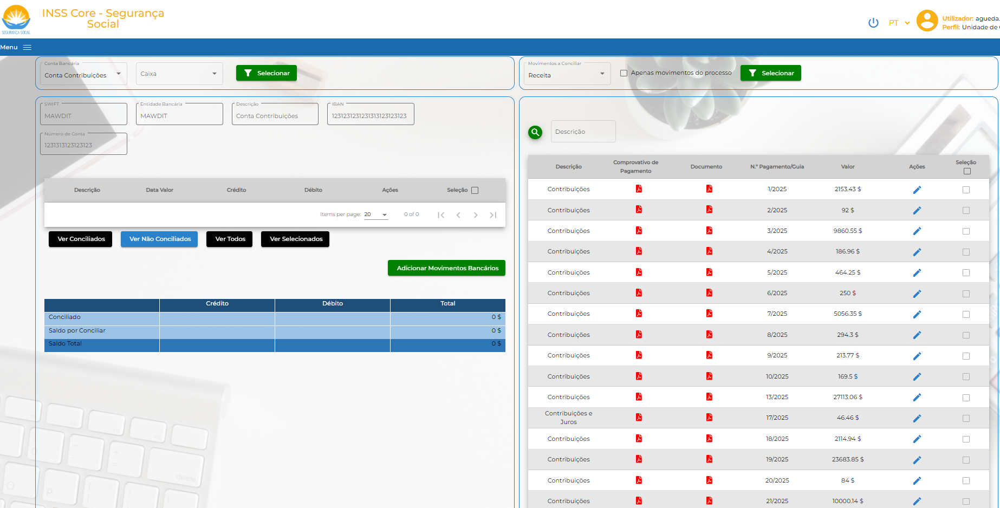 SEGURANÇA SOCIAL
INSS Core - Segurança
Social
PT
Utilizador: agueda.
Perfil: Unidade de
Menu
Conta Bancária
Conta Contribuições
Caixa
Selecionar
Movimentos a Conciliar
Receita
Apenas movimentos do processo
Selecionar
SWIFT
MAWDIT
Entidade Bancária
MAWDIT
Descrição
Conta Contribuições
IBAN
1231231231231313123123123
Número de Conta
1231313123123123
Descrição Data Valor Crédito Débito Ações Seleção
Items per page: 20 0 of 0
Ver Conciliados Ver Não Conciliados Ver Todos Ver Selecionados
Adicionar Movimentos Bancários
Crédito Débito Total
Conciliado 0 $
Saldo por Conciliar 0 $
Saldo Total 0 $
Descrição
Descrição Comprovativo de Pagamento Documento N.º Pagamento/Guia Valor Ações Seleção
Contribuições 1/2025 2153.43 $
Contribuições 2/2025 92 $
Contribuições 3/2025 9860.55 $
Contribuições 4/2025 186.96 $
Contribuições 5/2025 464.25 $
Contribuições 6/2025 250 $
Contribuições 7/2025 5056.35 $
Contribuições 8/2025 294.3 $
Contribuições 9/2025 213.77 $
Contribuições 10/2025 169.5 $
Contribuições 13/2025 27113.06 $
Contribuições e Juros 17/2025 46.46 $
Contribuições 18/2025 2114.94 $
Contribuições 19/2025 23683.85 $
Contribuições 20/2025 84 $
Contribuições 21/2025 10000.14 $
delete